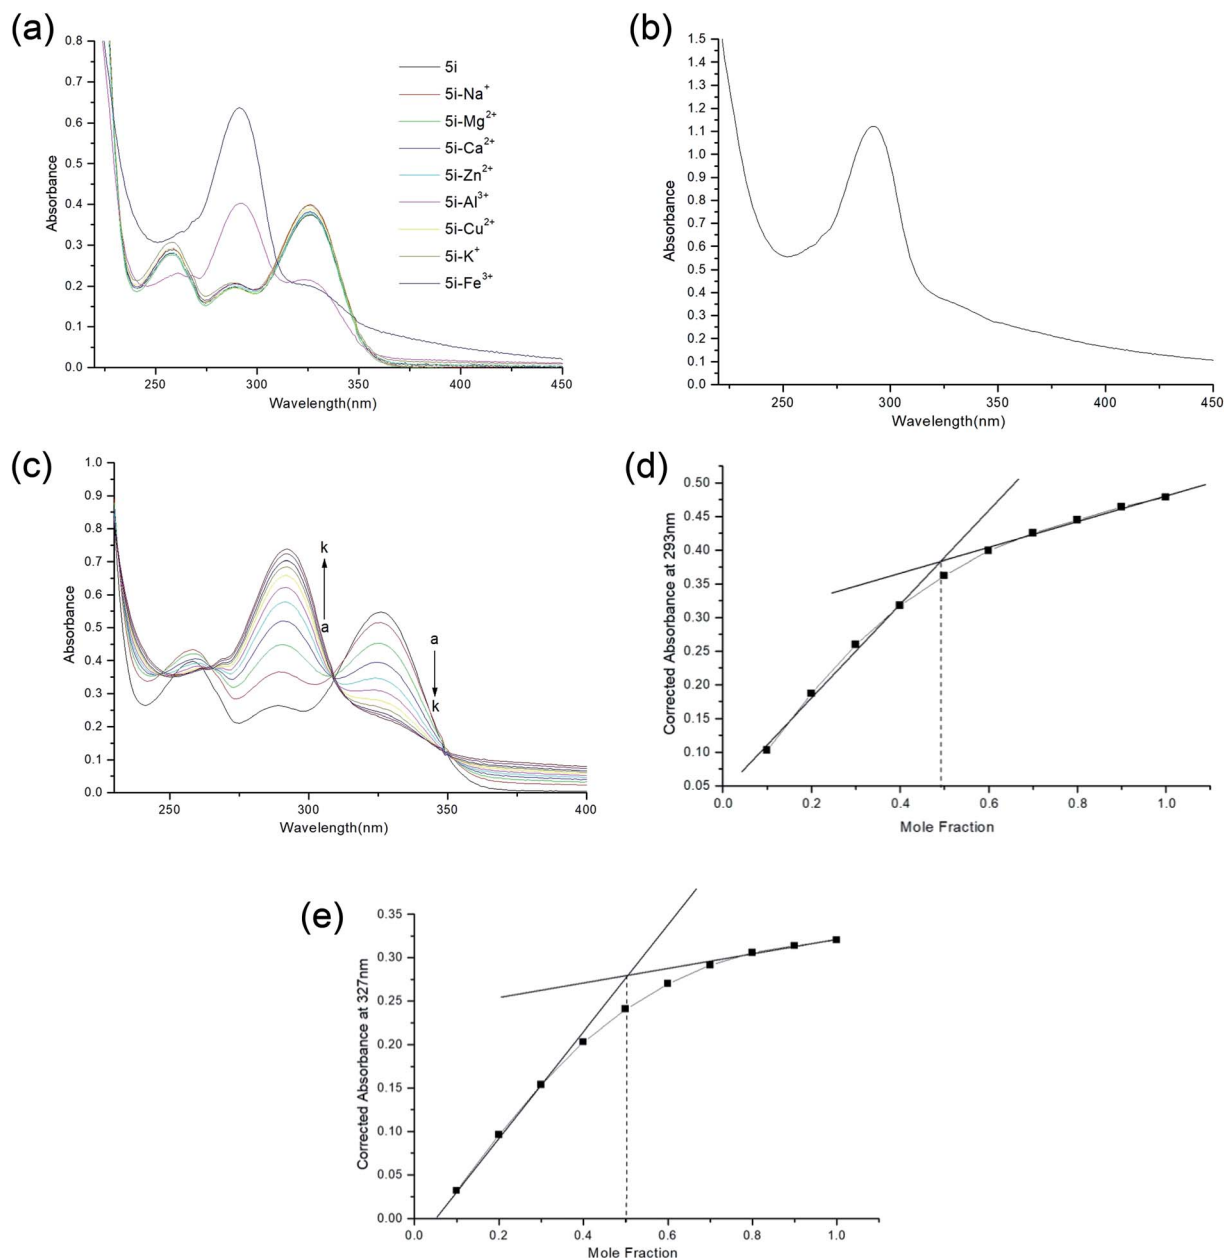 (a)
0.8
0.7
0.6
0.5
0.4
0.3
0.2
0.1
0.0
Absorbance
250
300
350
400
450
Wavelength(nm)
5i
5i-Na⁺
5i-Mg²⁺
5i-Ca²⁺
5i-Zn²⁺
5i-Al³⁺
5i-Cu²⁺
5i-K⁺
5i-Fe³⁺
(b)
1.5
1.4
1.3
1.2
1.1
1.0
0.9
0.8
0.7
0.6
0.5
0.4
0.3
0.2
0.1
0.0
Absorbance
250
300
350
400
450
Wavelength(nm)
(c)
1.0
0.9
0.8
0.7
0.6
0.5
0.4
0.3
0.2
0.1
0.0
Absorbance
k
a
a
k
250
300
350
400
Wavelength(nm)
(d)
0.50
0.45
0.40
0.35
0.30
0.25
0.20
0.15
0.10
0.05
Corrected Absorbance at 293nm
0.0
0.2
0.4
0.6
0.8
1.0
Mole Fraction
(e)
0.35
0.30
0.25
0.20
0.15
0.10
0.05
0.00
Corrected Absorbance at 327nm
0.0
0.2
0.4
0.6
0.8
1.0
Mole Fraction